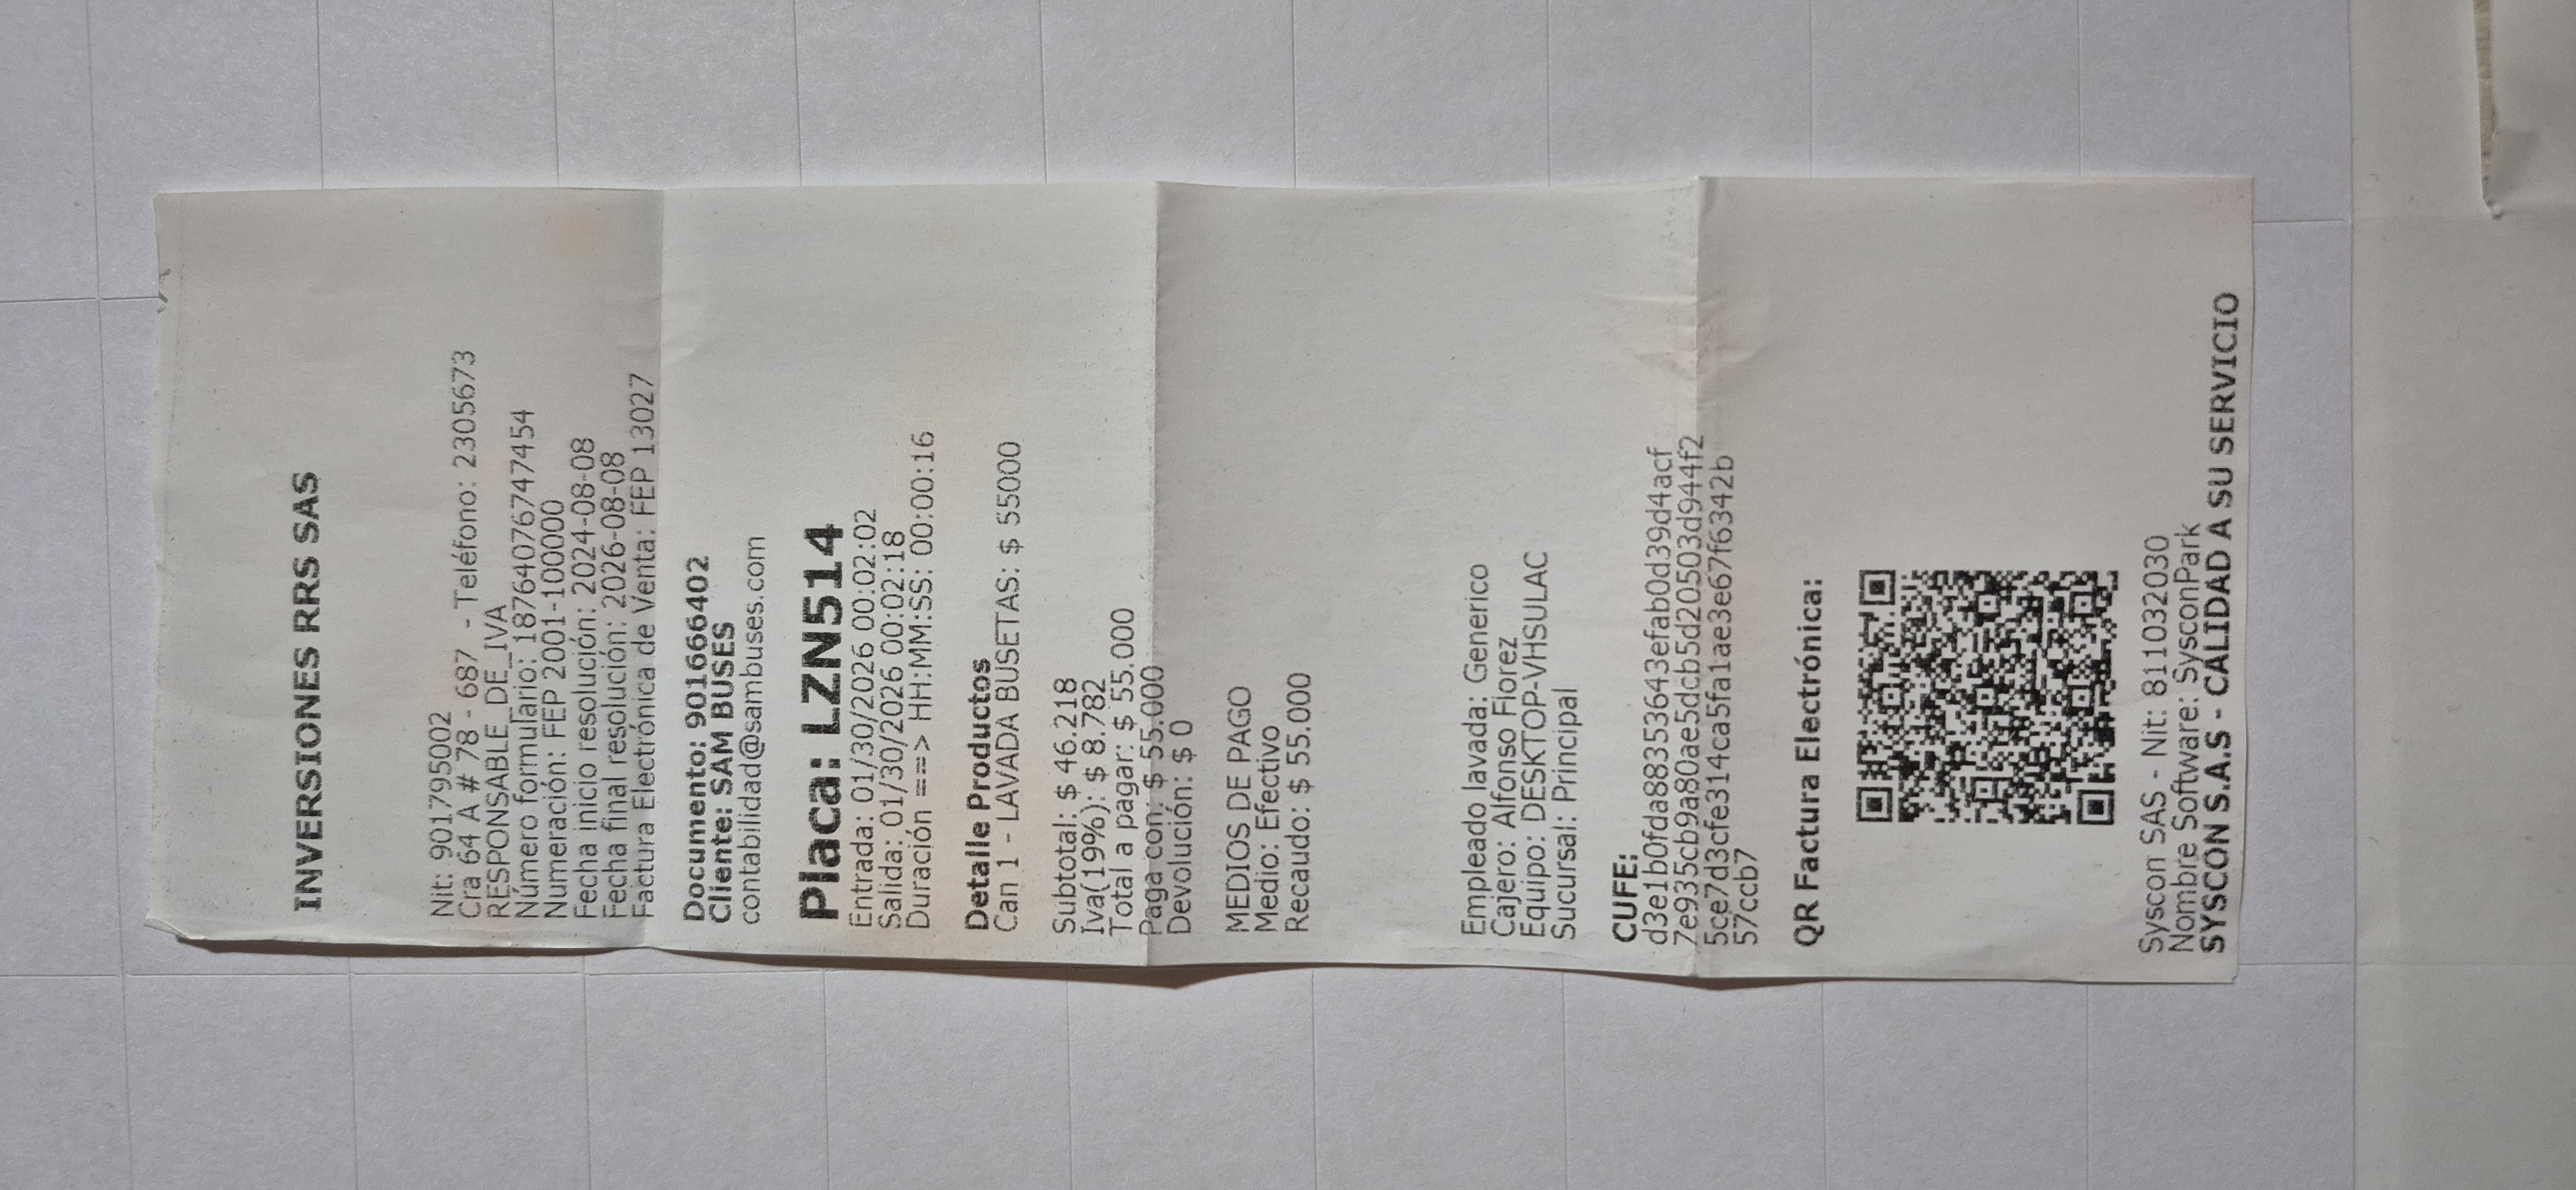 INVERSIONES RRS SAS
Nit: 901795002
Cra 64 A # 78 - 687 - Teléfono: 2305673
RESPONSABLE_DE_IVA
Número formulario: 18764076747454
Numeración: FEP 2001-100000
Fecha inicio resolución: 2024-08-08
Fecha final resolución: 2026-08-08
Factura Electrónica de Venta: FEP 13027
Documento: 901666402
Cliente: SAM BUSES
contabilidad@sambuses.com
Placa: LZN514
Entrada: 01/30/2026 00:02:02
Salida: 01/30/2026 00:02:18
Duración ===> HH:MM:SS: 00:00:16
Detalle Productos
Can 1 - LAVADA BUSETAS: $ 55000
Subtotal: $ 46.218
Iva(19%): $ 8.782
Total a pagar: $ 55.000
Paga con: $ 55.000
Devolución: $ 0
MEDIOS DE PAGO
Medio: Efectivo
Recaudo: $ 55.000
Empleado lavada: Generico
Cajero: Alfonso Florez
Equipo: DESKTOP-VHSULAC
Sucursal: Principal
CUFE:
d3e1b0fda88353643efab0d39d4acf
7e935cb9a80ae5dcb5d20503d944f2
5ce7d3cfe314ca5fa1ae3e67f6342b
57ccb7
QR Factura Electrónica:
Syscon SAS - Nit: 811032030
Nombre Software: SysconPark
SYSCON S.A.S - CALIDAD A SU SERVICIO